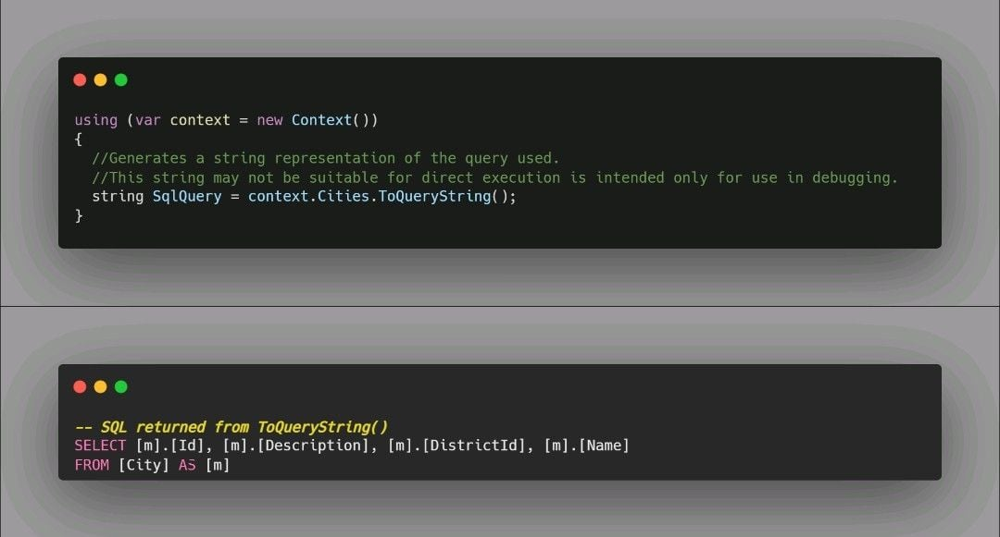 using (var context = new Context())
{
//Generates a string representation of the query used.
//This string may not be suitable for direct execution is intended only for use in debugging.
string SqlQuery = context.Cities.ToQueryString();
}
-- SQL returned from ToQueryString()
SELECT [m].[Id], [m].[Description], [m].[DistrictId], [m].[Name]
FROM [City] AS [m]